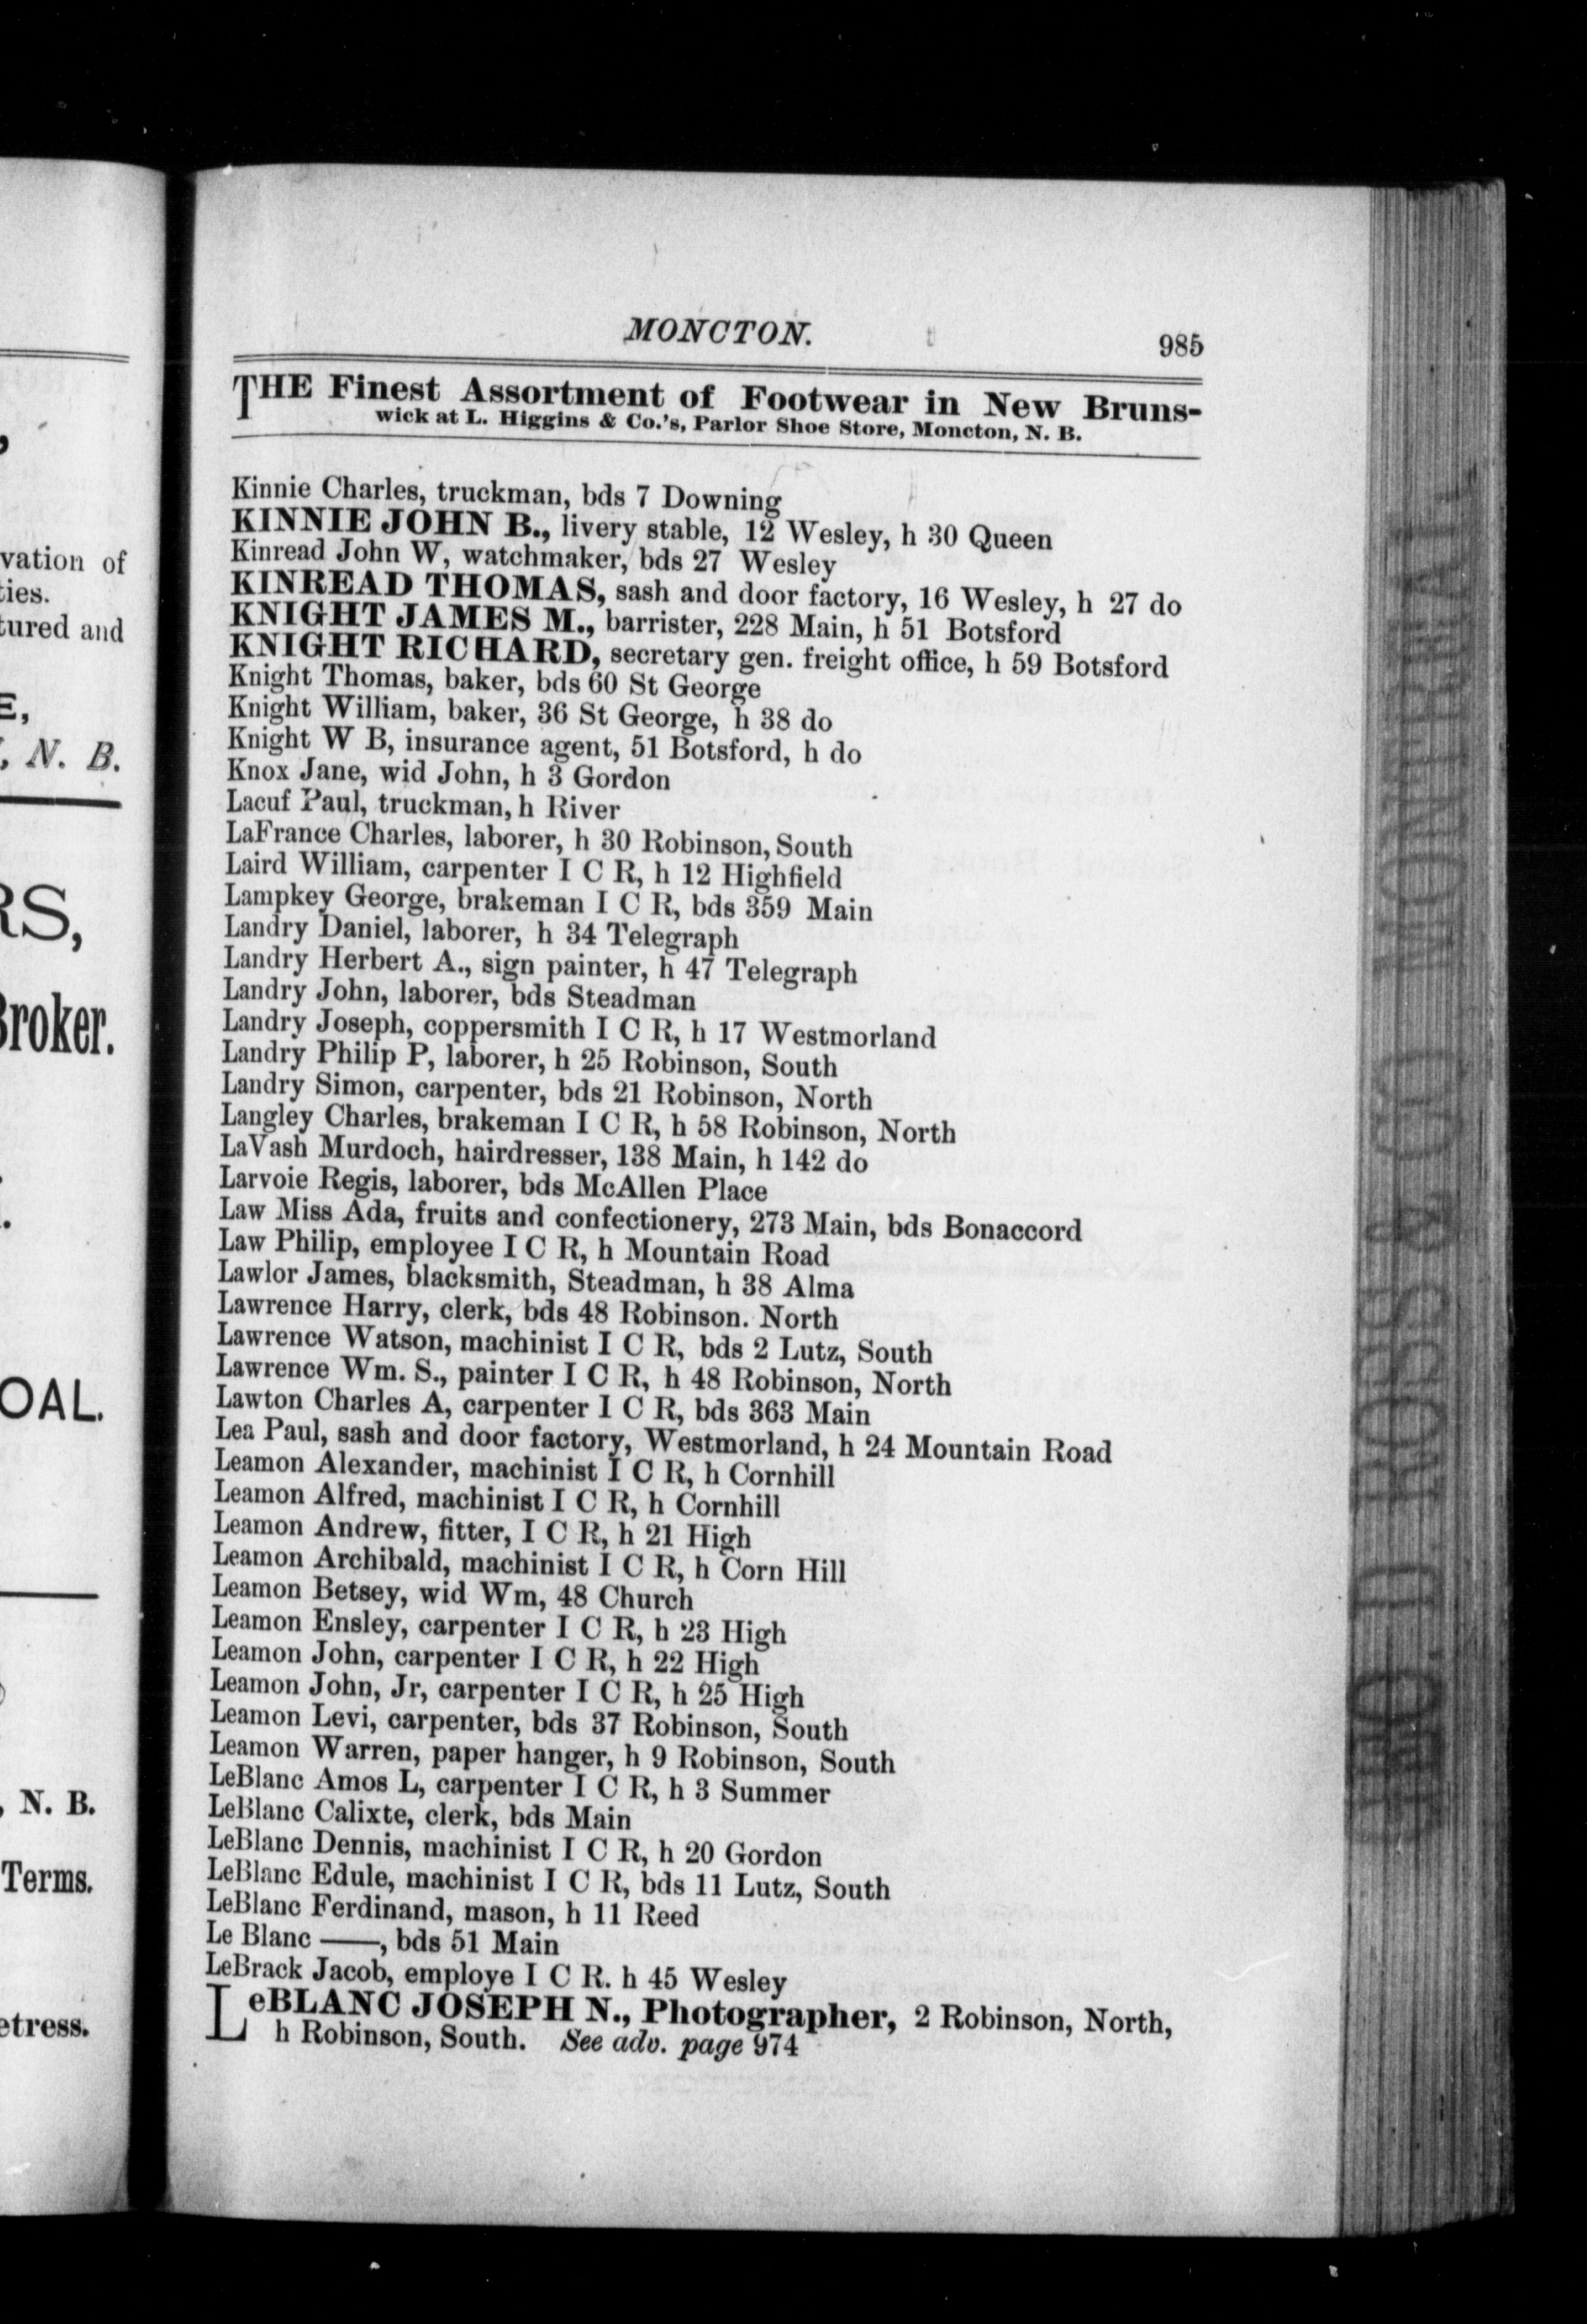 vation of
ties.
tured and
E,
, N. B.
RS,
Broker.
OAL.
, N. B.
Terms.
etress.
MONCTON. 985
THE Finest Assortment of Footwear in New Bruns-
wick at L. Higgins & Co.'s, Parlor Shoe Store, Moncton, N. B.
Kinnie Charles, truckman, bds 7 Downing
KINNIE JOHN B., livery stable, 12 Wesley, h 30 Queen
Kinread John W, watchmaker, bds 27 Wesley
KINREAD THOMAS, sash and door factory, 16 Wesley, h 27 do
KNIGHT JAMES M., barrister, 228 Main, h 51 Botsford
KNIGHT RICHARD, secretary gen. freight office, h 59 Botsford
Knight Thomas, baker, bds 60 St George
Knight William, baker, 36 St George, h 38 do
Knight W B, insurance agent, 51 Botsford, h do
Knox Jane, wid John, h 3 Gordon
Lacuf Paul, truckman, h River
LaFrance Charles, laborer, h 30 Robinson, South
Laird William, carpenter I C R, h 12 Highfield
Lampkey George, brakeman I C R, bds 359 Main
Landry Daniel, laborer, h 34 Telegraph
Landry Herbert A., sign painter, h 47 Telegraph
Landry John, laborer, bds Steadman
Landry Joseph, coppersmith I C R, h 17 Westmorland
Landry Philip P, laborer, h 25 Robinson, South
Landry Simon, carpenter, bds 21 Robinson, North
Langley Charles, brakeman I C R, h 58 Robinson, North
LaVash Murdoch, hairdresser, 138 Main, h 142 do
Larvoie Regis, laborer, bds McAllen Place
Law Miss Ada, fruits and confectionery, 273 Main, bds Bonaccord
Law Philip, employee I C R, h Mountain Road
Lawlor James, blacksmith, Steadman, h 38 Alma
Lawrence Harry, clerk, bds 48 Robinson. North
Lawrence Watson, machinist I C R, bds 2 Lutz, South
Lawrence Wm. S., painter I C R, h 48 Robinson, North
Lawton Charles A, carpenter I C R, bds 363 Main
Lea Paul, sash and door factory, Westmorland, h 24 Mountain Road
Leamon Alexander, machinist I C R, h Cornhill
Leamon Alfred, machinist I C R, h Cornhill
Leamon Andrew, fitter, I C R, h 21 High
Leamon Archibald, machinist I C R, h Corn Hill
Leamon Betsey, wid Wm, 48 Church
Leamon Ensley, carpenter I C R, h 23 High
Leamon John, carpenter I C R, h 22 High
Leamon John, Jr, carpenter I C R, h 25 High
Leamon Levi, carpenter, bds 37 Robinson, South
Leamon Warren, paper hanger, h 9 Robinson, South
LeBlanc Amos L, carpenter I C R, h 3 Summer
LeBlanc Calixte, clerk, bds Main
LeBlanc Dennis, machinist I C R, h 20 Gordon
LeBlanc Edule, machinist I C R, bds 11 Lutz, South
LeBlanc Ferdinand, mason, h 11 Reed
Le Blanc ——, bds 51 Main
LeBrack Jacob, employe I C R. h 45 Wesley
LeBLANC JOSEPH N., Photographer, 2 Robinson, North,
h Robinson, South. See adv. page 974